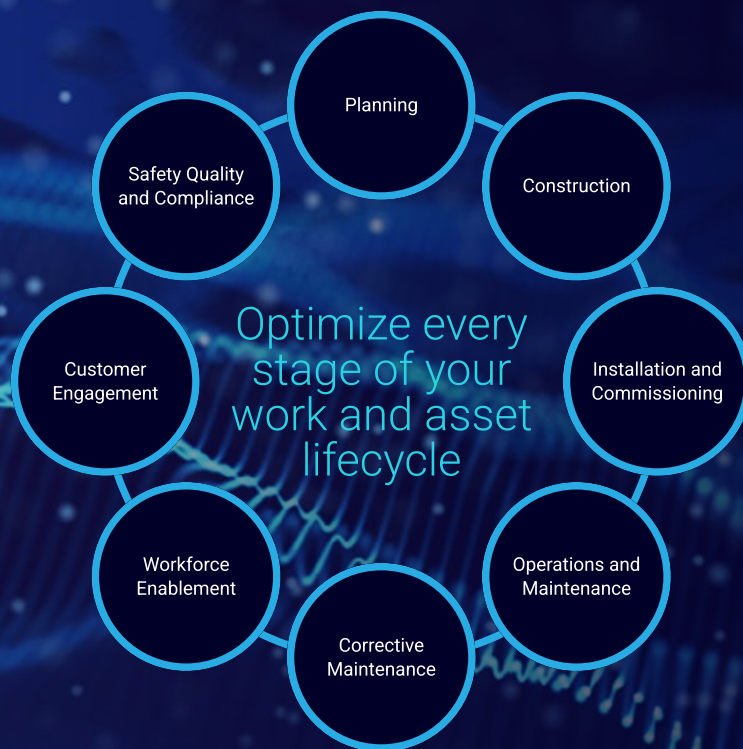 Planning
Construction
Installation and
Commissioning
Operations and
Maintenance
Corrective
Maintenance
Workforce
Enablement
Customer
Engagement
Safety Quality
and Compliance
Optimize every
stage of your
work and asset
lifecycle